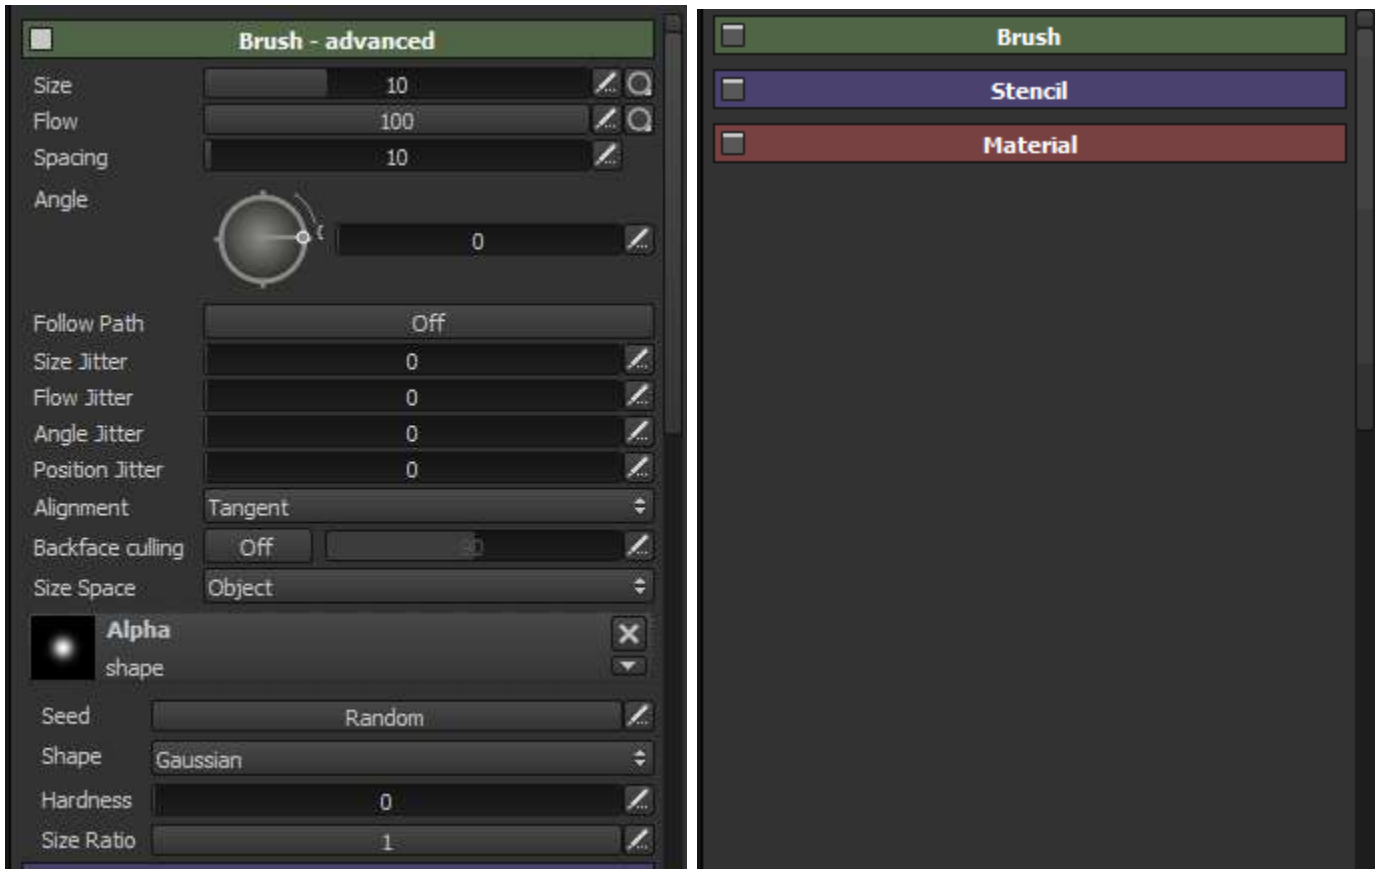 Brush - advanced
Size 10
Flow 100
Spacing 10
Angle 0
Follow Path Off
Size Jitter 0
Flow Jitter 0
Angle Jitter 0
Position Jitter 0
Alignment Tangent
Backface culling Off 90
Size Space Object
Alpha
shape
Seed Random
Shape Gaussian
Hardness 0
Size Ratio 1
Brush
Stencil
Material